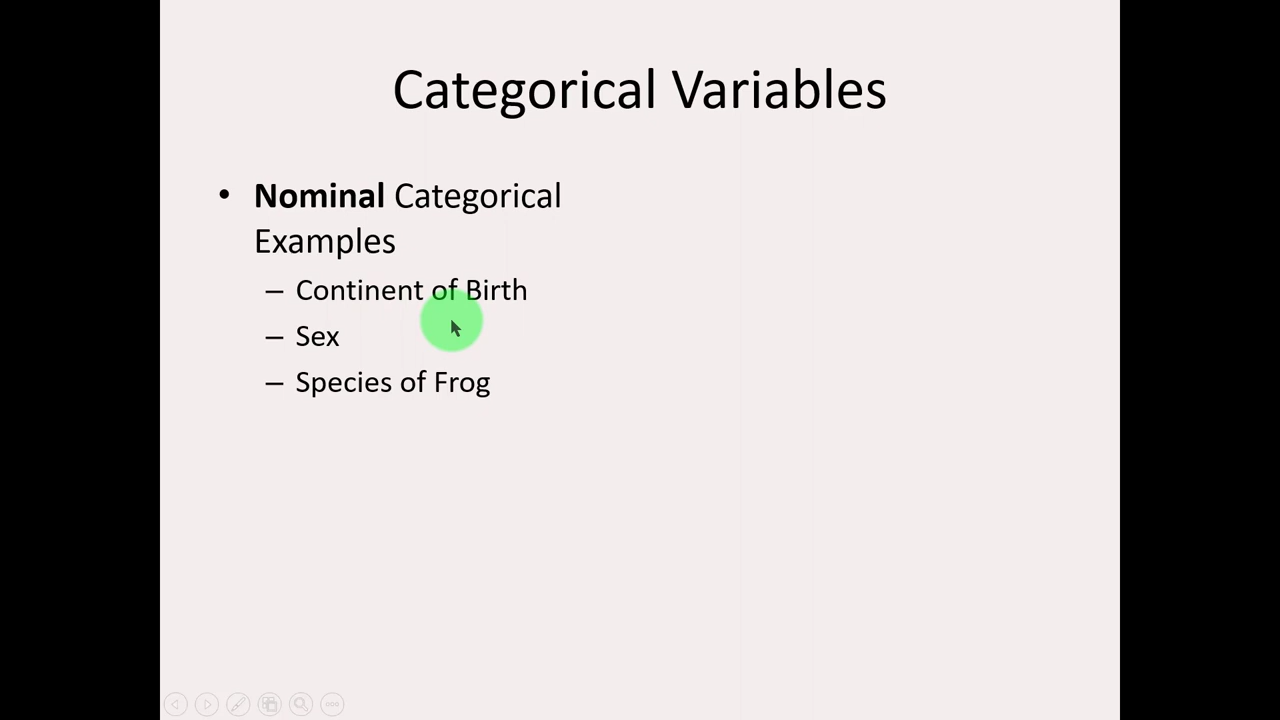 Categorical Variables
• Nominal Categorical
Examples
– Continent of Birth
– Sex
– Species of Frog